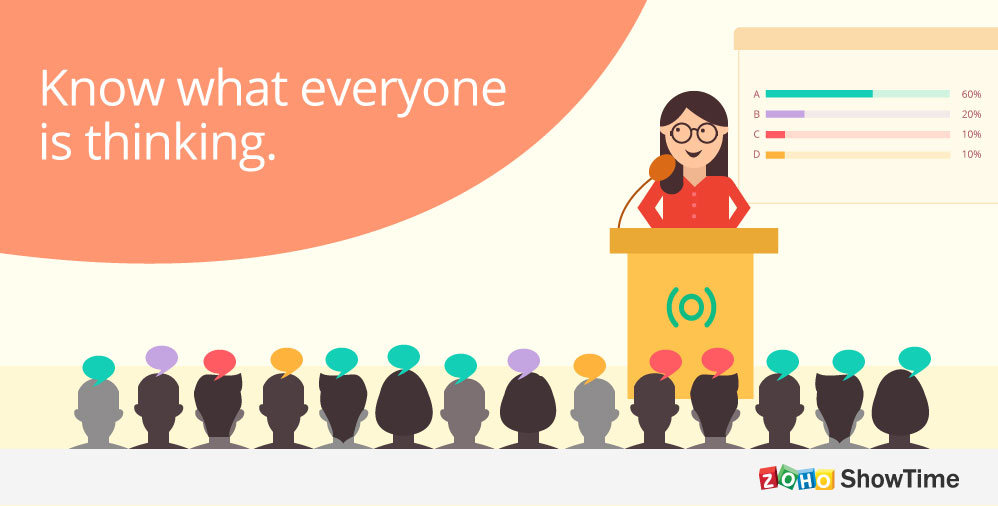 Know what everyone
is thinking.
A 60%
B 20%
C 10%
D 10%
ZOHO ShowTime